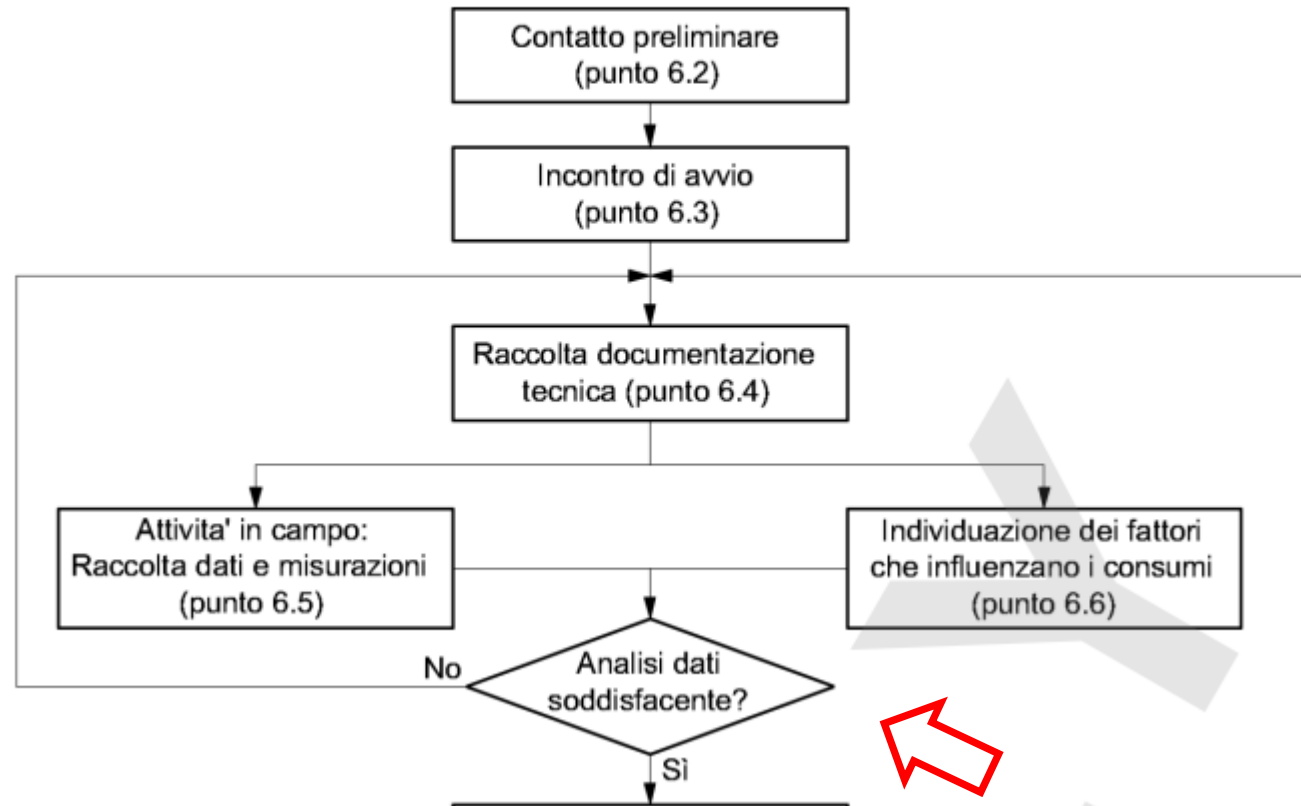 Contatto preliminare
(punto 6.2)
Incontro di avvio
(punto 6.3)
Raccolta documentazione
tecnica (punto 6.4)
Attivita' in campo:
Raccolta dati e misurazioni
(punto 6.5)
Individuazione dei fattori
che influenzano i consumi
(punto 6.6)
No
Analisi dati
soddisfacente?
Sì